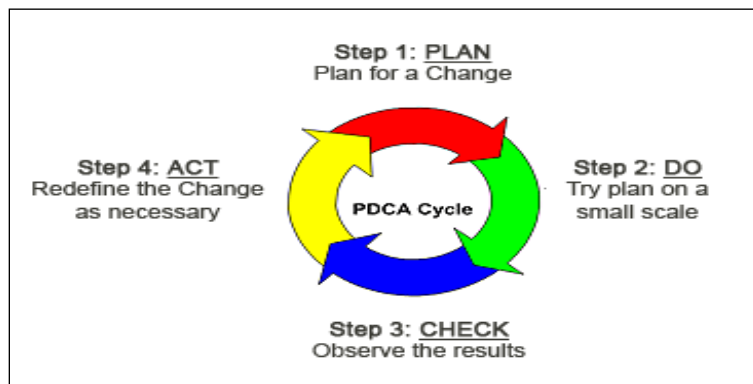 Step 1: PLAN
Plan for a Change
Step 2: DO
Try plan on a
small scale
Step 3: CHECK
Observe the results
Step 4: ACT
Redefine the Change
as necessary
PDCA Cycle